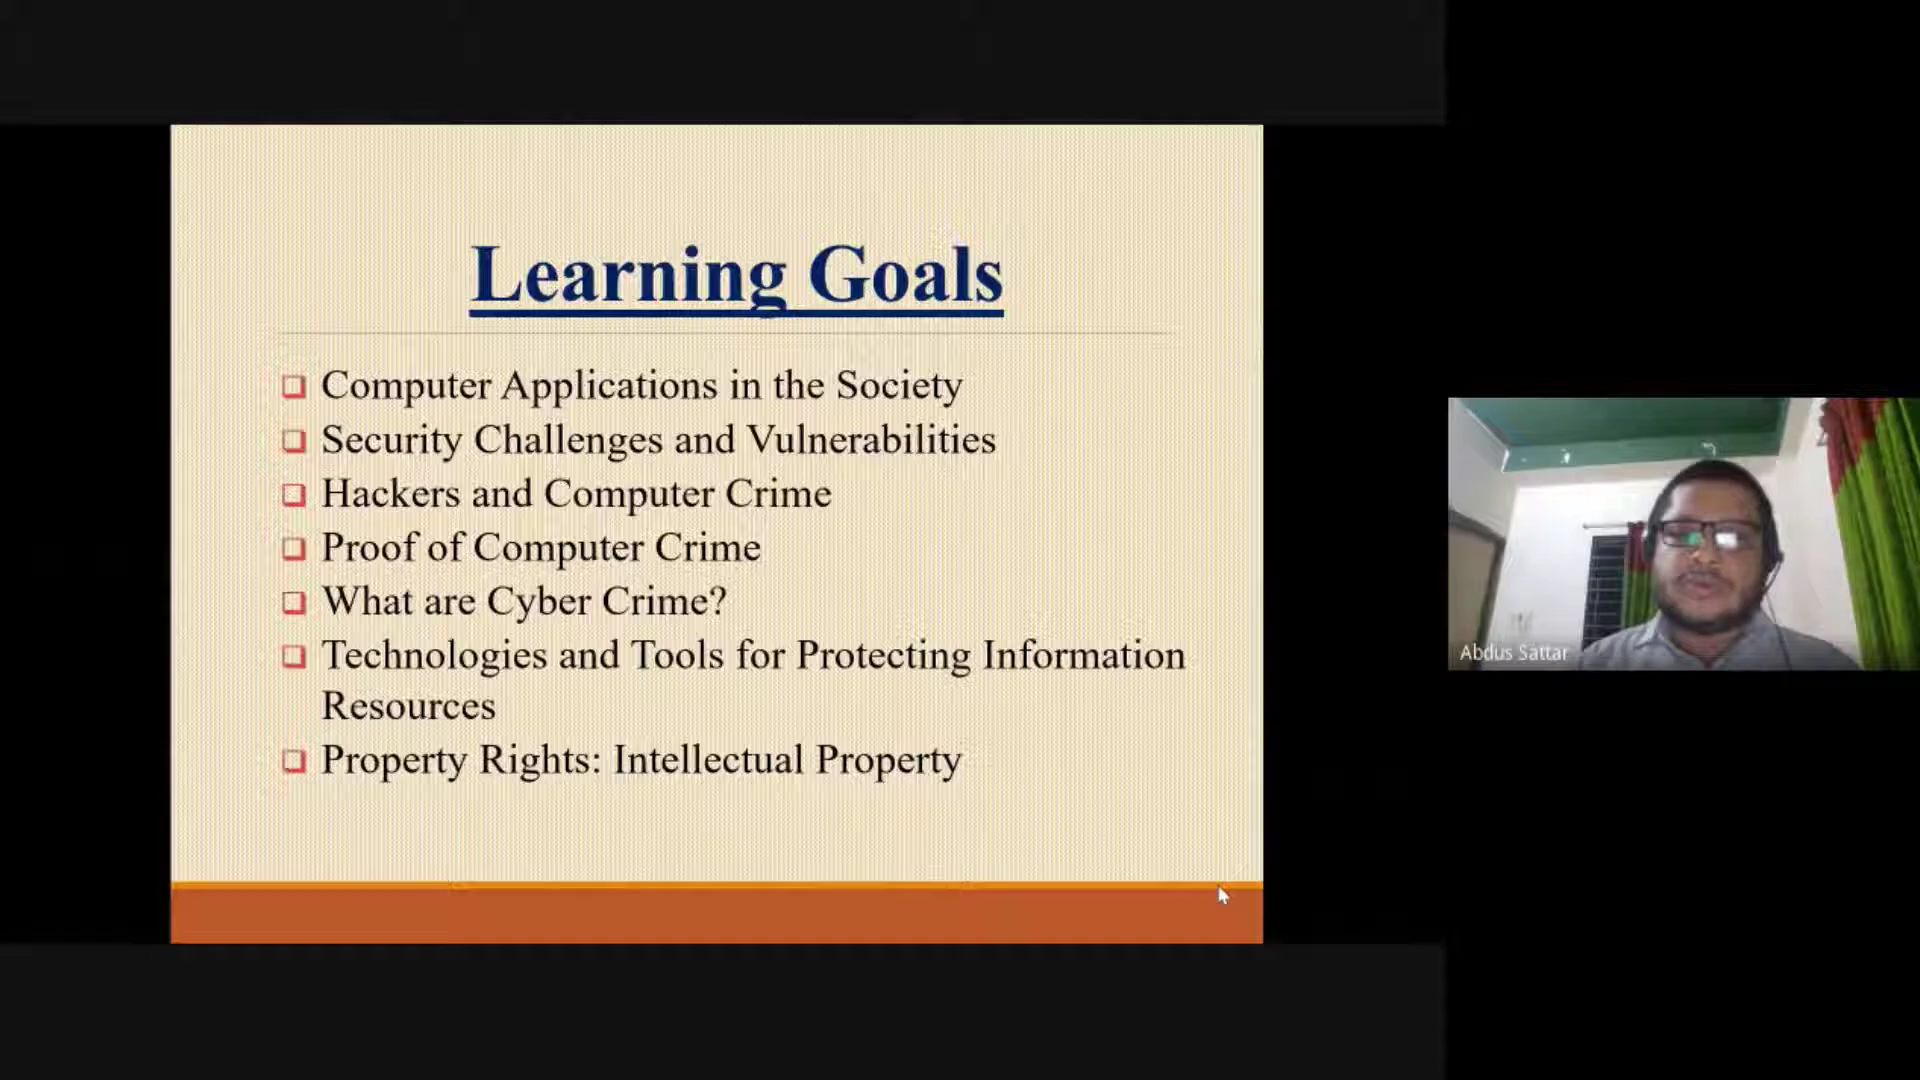 Learning Goals
❑ Computer Applications in the Society
❑ Security Challenges and Vulnerabilities
❑ Hackers and Computer Crime
❑ Proof of Computer Crime
❑ What are Cyber Crime?
❑ Technologies and Tools for Protecting Information
Resources
❑ Property Rights: Intellectual Property
Abdus Sattar